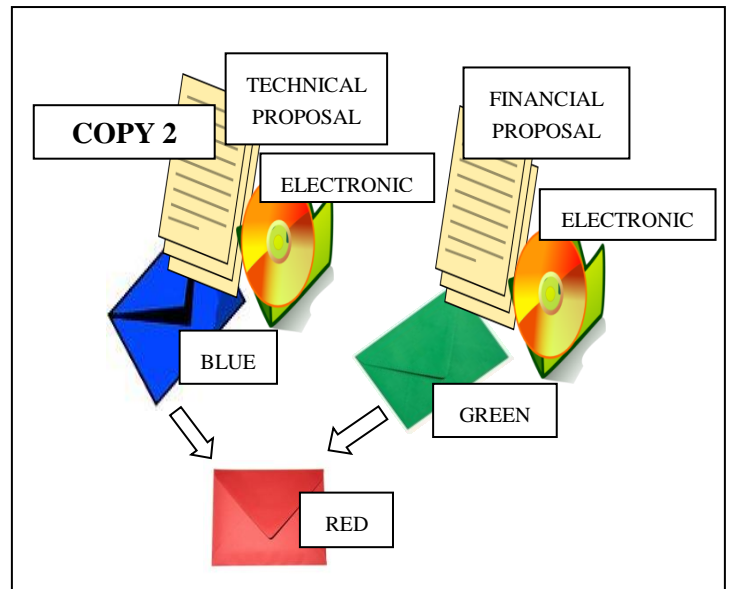 TECHNICAL
PROPOSAL
COPY 2
ELECTRONIC
FINANCIAL
PROPOSAL
ELECTRONIC
BLUE
GREEN
RED